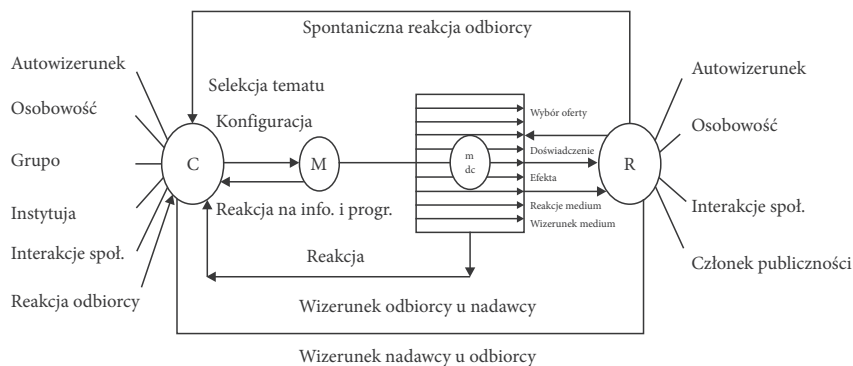 Spontaniczna reakcja odbiorcy
Autowizerunek
Osobowość
Grupo
Instytuja
Interakcje społ.
Reakcja odbiorcy
Selekcja tematu
Konfiguracja
C
M
Reakcja na info. i progr.
Reakcja
m
dc
Wybór oferty
Doświadczenie
Efekta
Reakcje medium
Wizerunek medium
R
Autowizerunek
Osobowość
Interakcje społ.
Członek publiczności
Wizerunek odbiorcy u nadawcy
Wizerunek nadawcy u odbiorcy